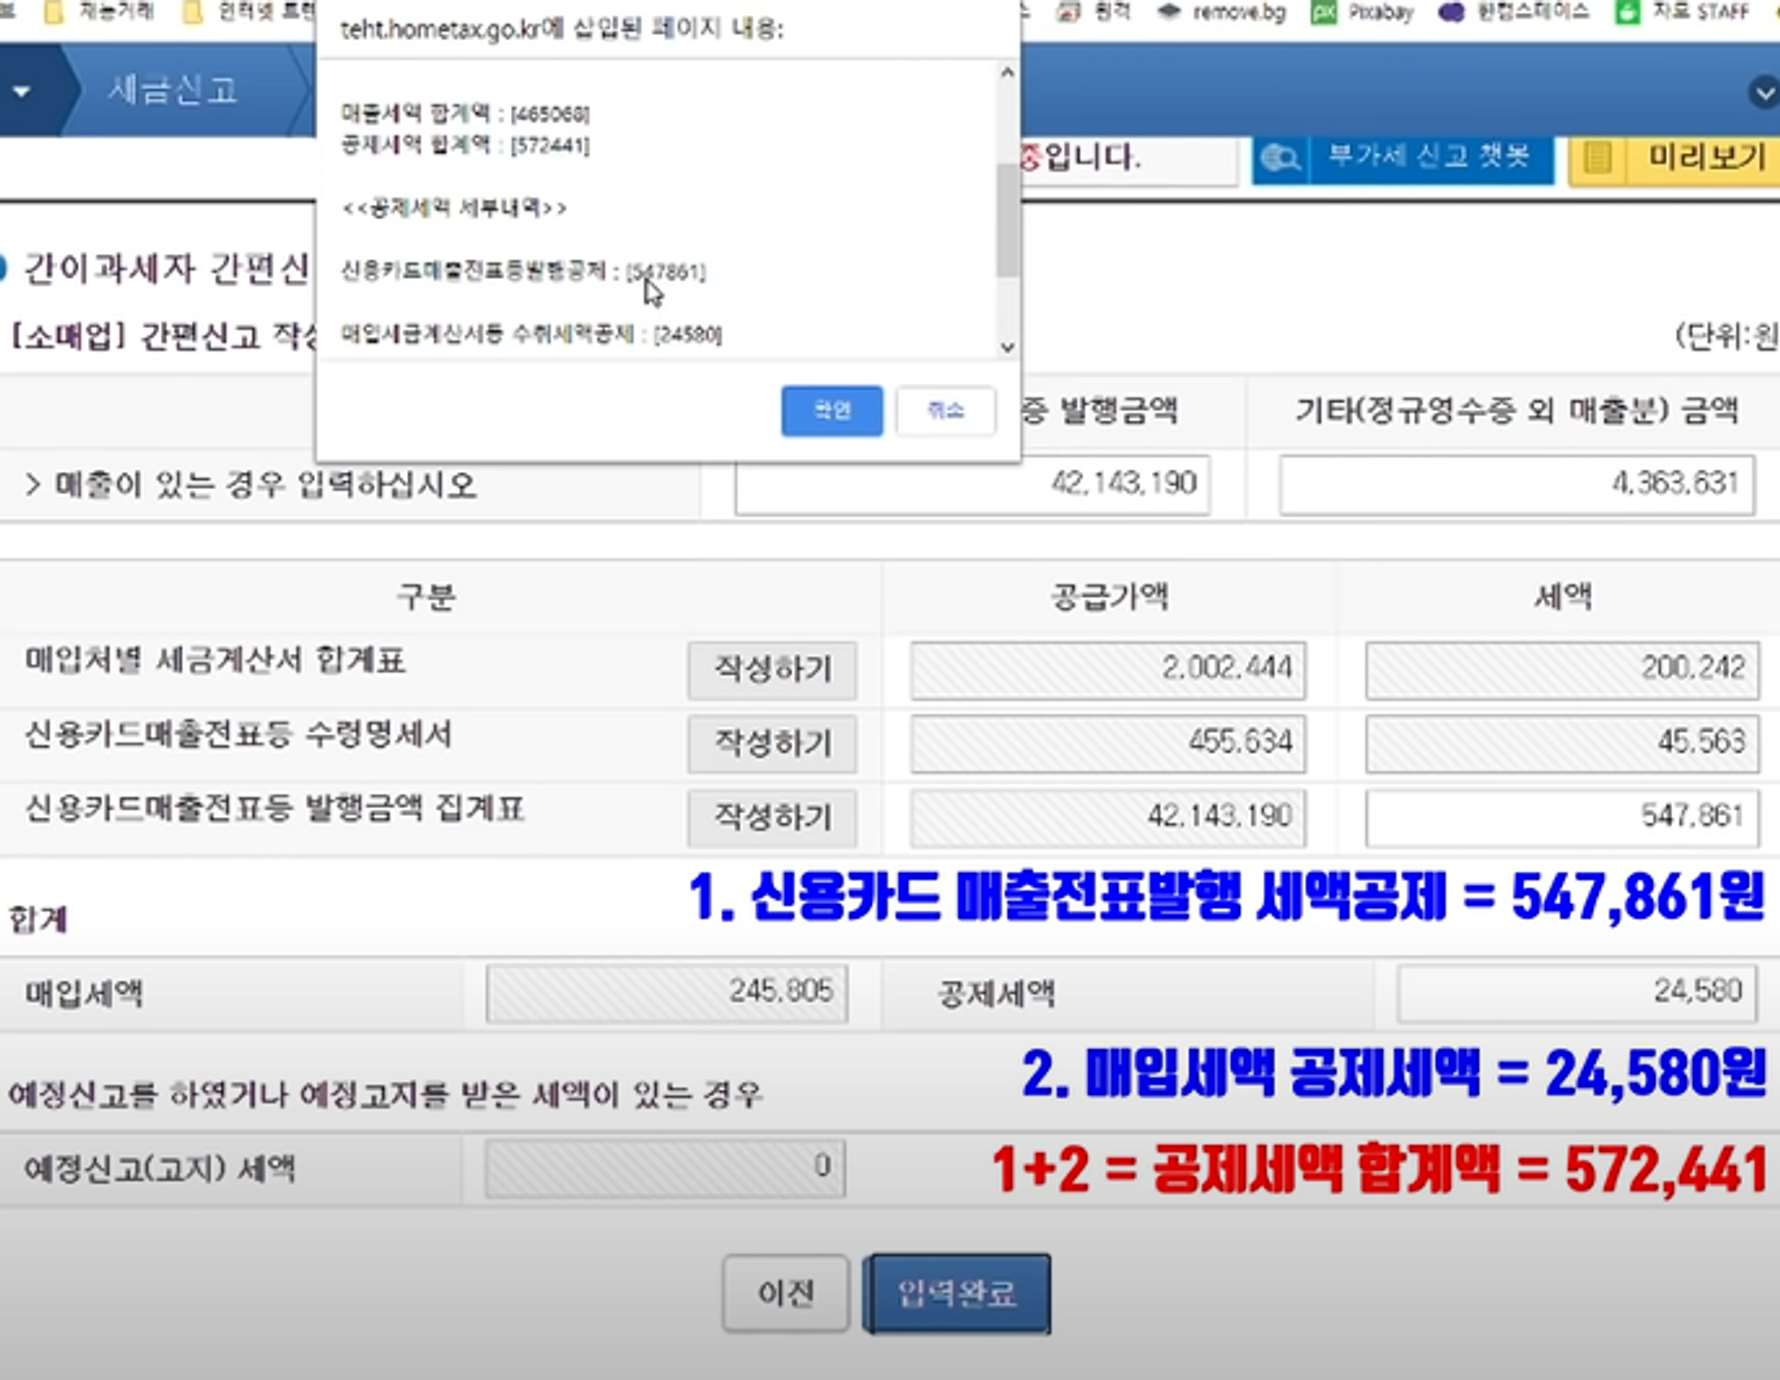 재능거래
인터넷 트렌
원격
remove.bg
Pixabay
한컴스페이스
자모 STAFF
teht.hometax.go.kr에 삽입된 페이지 내용:
세금신고
매출세액 합계액 : [465068]
공제세액 합계액 : [572441]
중입니다.
부가세 신고 챗봇
미리보기
<<공제세액 세부내역>>
신용카드매출전표등발행공제 : [547861]
매입세금계산서등 수취세액공제 : [24580]
확인
취소
간이과세자 간편신
[소매업] 간편신고 작성
(단위:원
증 발행금액
기타(정규영수증 외 매출분) 금액
> 매출이 있는 경우 입력하십시오
42,143,190
4,363,631
구분
공급가액
세액
매입처별 세금계산서 합계표
작성하기
2,002,444
200,242
신용카드매출전표등 수령명세서
작성하기
455,634
45,563
신용카드매출전표등 발행금액 집계표
작성하기
42,143,190
547,861
1. 신용카드 매출전표발행 세액공제 = 547,861원
합계
매입세액
245,805
공제세액
24,580
2. 매입세액 공제세액 = 24,580원
예정신고를 하였거나 예정고지를 받은 세액이 있는 경우
1+2 = 공제세액 합계액 = 572,441
예정신고(고지) 세액
0
이전
입력완료